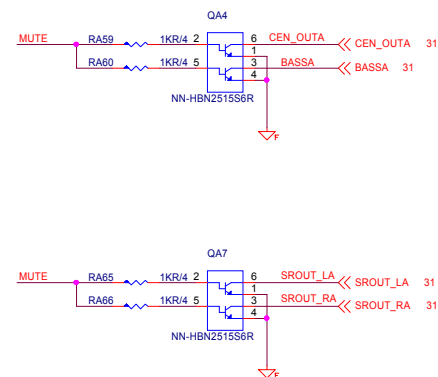 QA4
MUTE RA59 1KR/4 2 6 CEN_OUTA CEN_OUTA 31
1
RA60 1KR/4 5 3 BASSA BASSA 31
4
NN-HBN2515S6R
F
QA7
MUTE RA65 1KR/4 2 6 SROUT_LA SROUT_LA 31
1
RA66 1KR/4 5 3 SROUT_RA SROUT_RA 31
4
NN-HBN2515S6R
F